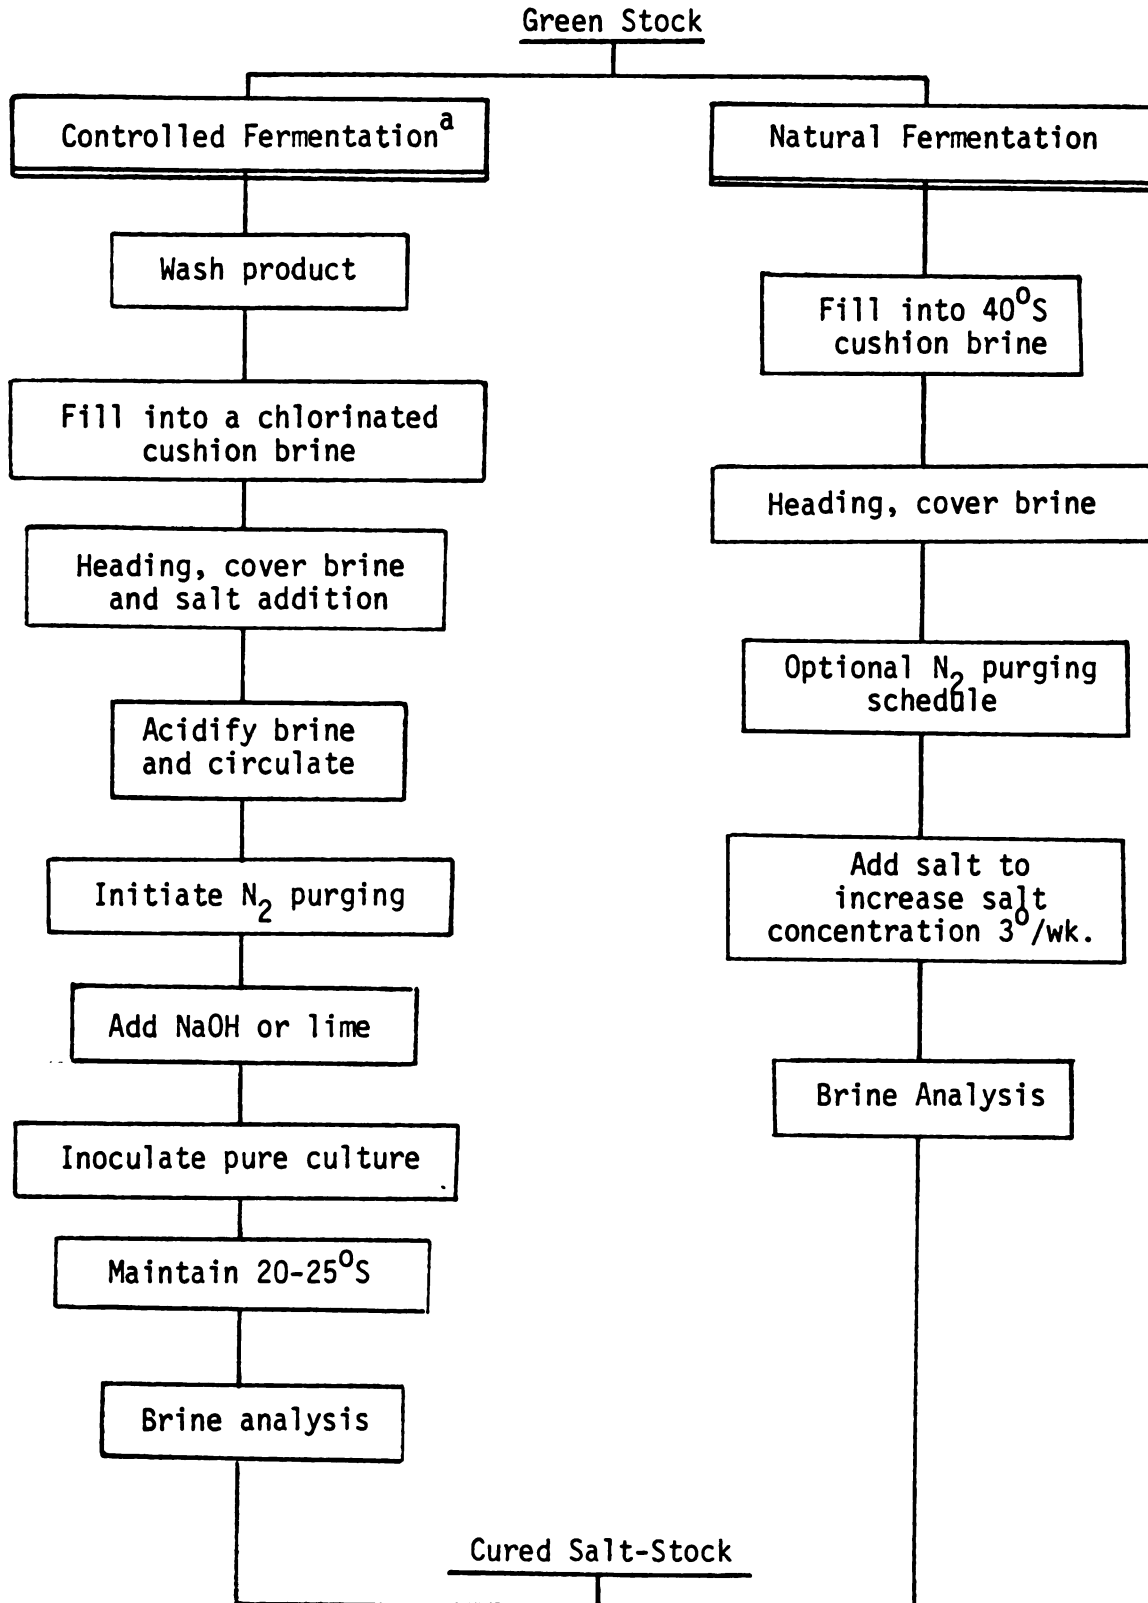 Green Stock
Controlled Fermentationᵃ
Wash product
Fill into a chlorinated
cushion brine
Heading, cover brine
and salt addition
Acidify brine
and circulate
Initiate N₂ purging
Add NaOH or lime
Inoculate pure culture
Maintain 20-25⁰S
Brine analysis
Natural Fermentation
Fill into 40⁰S
cushion brine
Heading, cover brine
Optional N₂ purging
schedule
Add salt to
increase salt
concentration 3⁰/wk.
Brine Analysis
Cured Salt-Stock